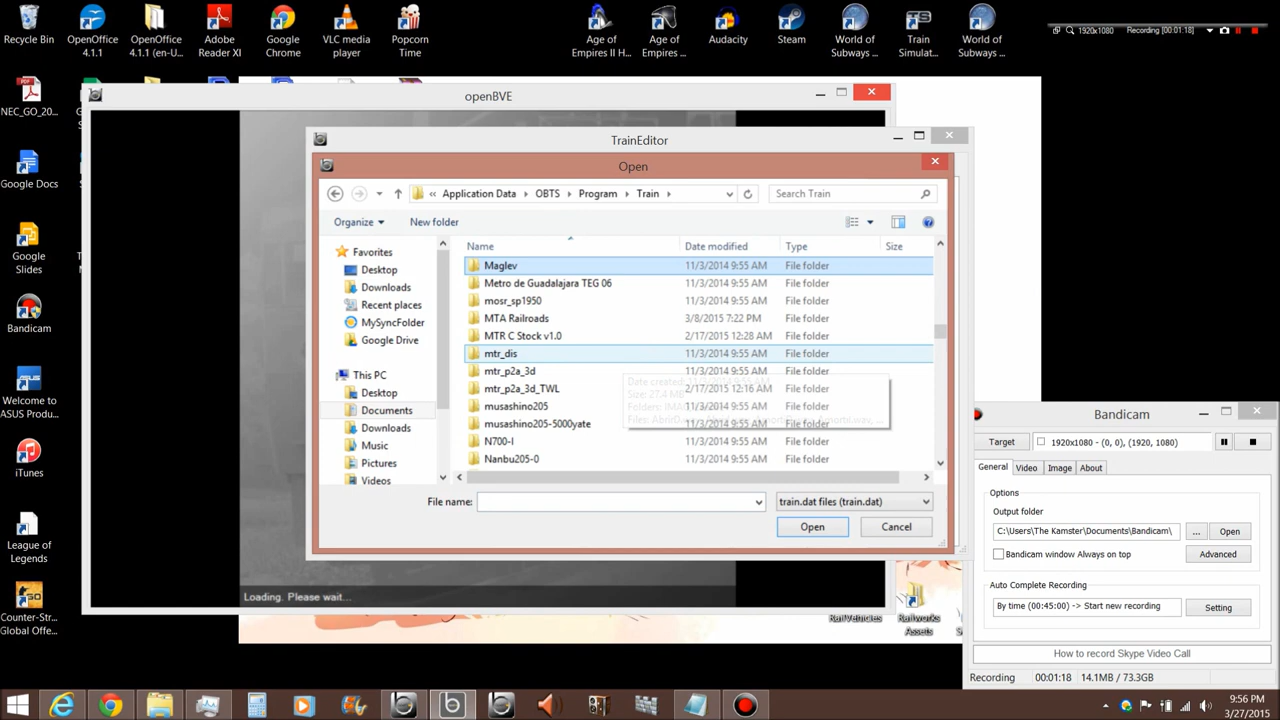 Recycle Bin
OpenOffice 4.1.1
OpenOffice 4.1.1 (en-U...
Adobe Reader XI
Google Chrome
VLC media player
Popcorn Time
Age of Empires II H...
Age of Empires...
Audacity
Steam
World of Subways ...
Train Simulat...
World of Subways ...
1920x1080
Recording [00:01:18]
NEC_GO_20...
Google Docs
Google Slides
Bandicam
Welcome to ASUS Produ...
iTunes
League of Legends
Counter-Str... Global Offe...
openBVE
TrainEditor
Open
« Application Data Program Train
OBTS
Search Train
Organize
New folder
Name
Date modified
Type
Size
Favorites
Desktop
Downloads
Recent places
MySyncFolder
Google Drive
This PC
Desktop
Documents
Downloads
Music
Pictures
Videos
Maglev 11/3/2014 9:55 AM File folder
Metro de Guadalajara TEG 06 11/3/2014 9:55 AM File folder
mosr_sp1950 11/3/2014 9:55 AM File folder
MTA Railroads 3/8/2015 7:22 PM File folder
MTR C Stock v1.0 2/17/2015 12:28 AM File folder
mtr_dis 11/3/2014 9:55 AM File folder
mtr_p2a_3d 11/3/2014 9:55 AM File folder
mtr_p2a_3d_TWL 2/17/2015 12:16 AM File folder
musashino205 11/3/2014 9:55 AM File folder
musashino205-5000yate 11/3/2014 9:55 AM File folder
N700-I 11/3/2014 9:55 AM File folder
Nanbu205-0 11/3/2014 9:55 AM File folder
Size: 27.4 MB
File name:
train.dat files (train.dat)
Open
Cancel
Loading. Please wait...
RailVehicles
Railworks Assets
Bandicam
Target
1920x1080 - (0, 0), (1920, 1080)
General
Video
Image
About
Options
Output folder
C:\Users\The Kamster\Documents\Bandicam\
...
Open
Bandicam window Always on top
Advanced
Auto Complete Recording
By time (00:45:00) -> Start new recording
Setting
How to record Skype Video Call
Recording
00:01:18
14.1MB / 73.3GB
9:56 PM
3/27/2015